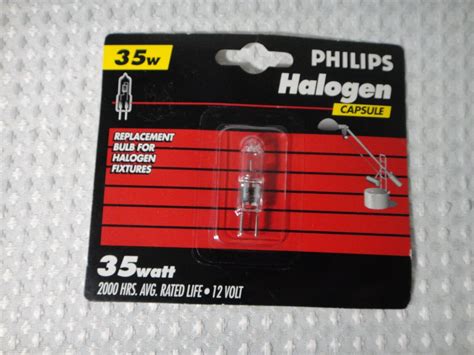 35w
PHILIPS
Halogen
CAPSULE
REPLACEMENT
BULB FOR
HALOGEN
FIXTURES
35watt
2000 HRS. AVG. RATED LIFE • 12 VOLT